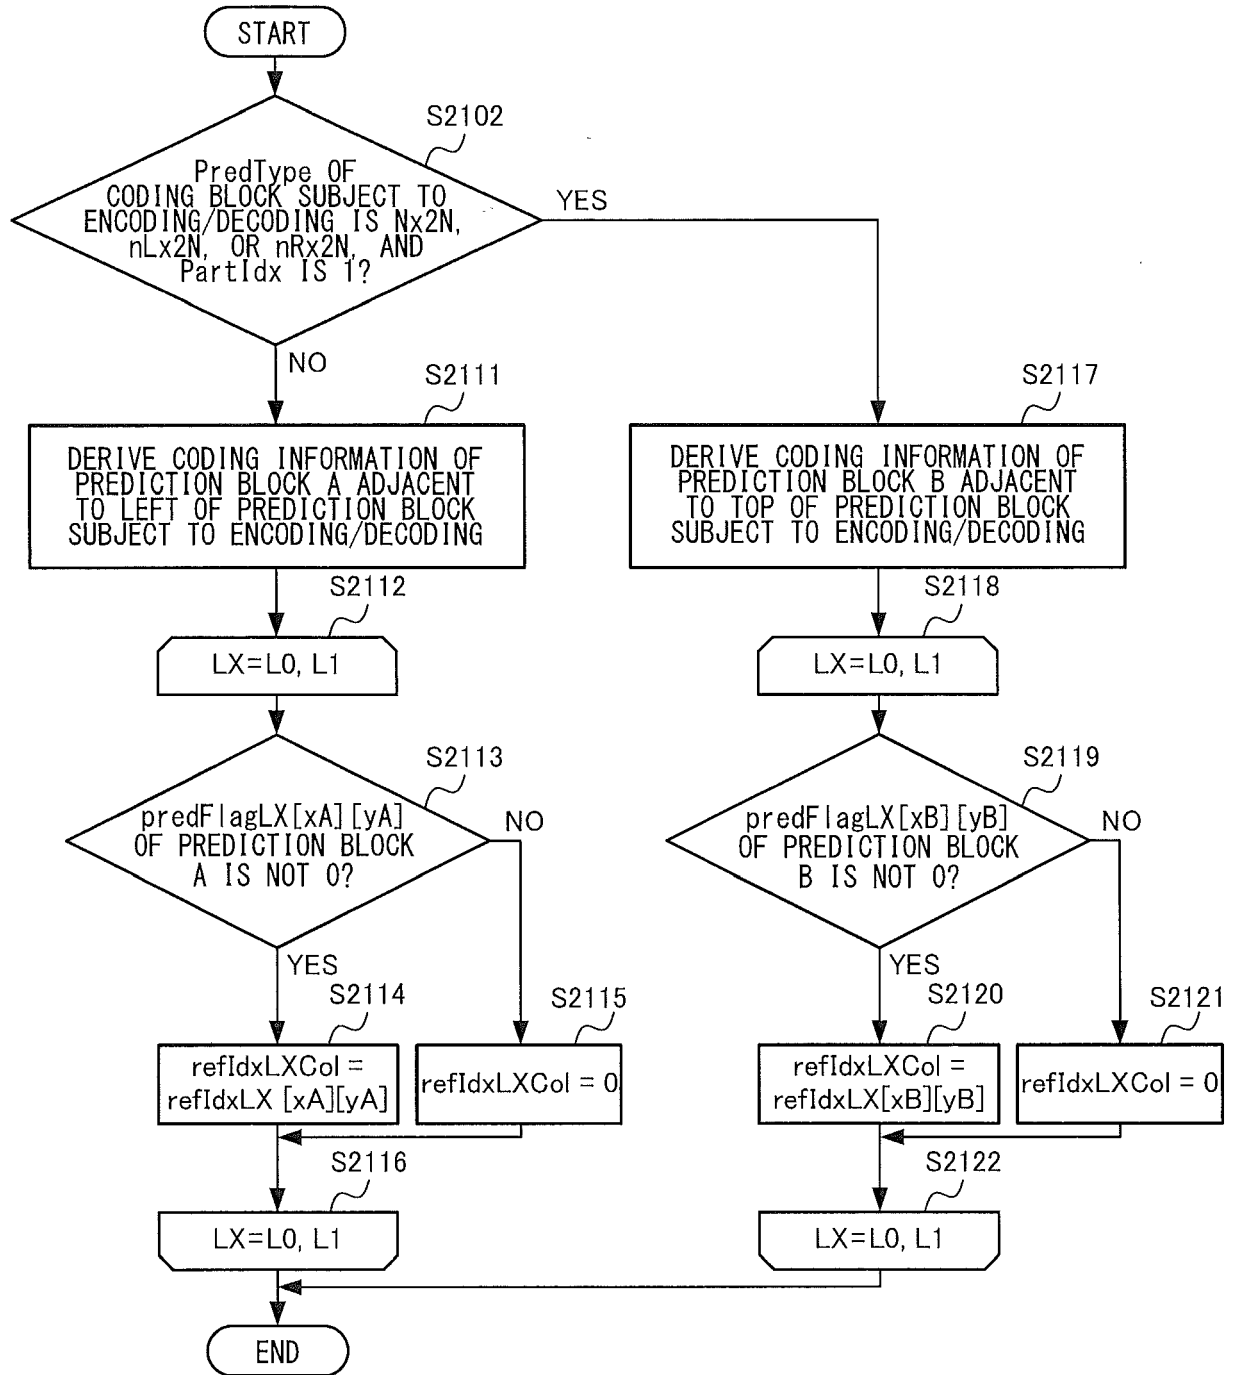 START
S2102
PredType OF
CODING BLOCK SUBJECT TO
ENCODING/DECODING IS Nx2N,
nLx2N, OR nRx2N, AND
PartIdx IS 1?
YES
NO
S2111
DERIVE CODING INFORMATION OF
PREDICTION BLOCK A ADJACENT
TO LEFT OF PREDICTION BLOCK
SUBJECT TO ENCODING/DECODING
S2112
LX=L0, L1
S2113
predFlagLX[xA][yA]
OF PREDICTION BLOCK
A IS NOT 0?
NO
YES
S2114
refIdxLXCol =
refIdxLX [xA][yA]
S2115
refIdxLXCol = 0
S2116
LX=L0, L1
S2117
DERIVE CODING INFORMATION OF
PREDICTION BLOCK B ADJACENT
TO TOP OF PREDICTION BLOCK
SUBJECT TO ENCODING/DECODING
S2118
LX=L0, L1
S2119
predFlagLX[xB][yB]
OF PREDICTION BLOCK
B IS NOT 0?
NO
YES
S2120
refIdxLXCol =
refIdxLX[xB][yB]
S2121
refIdxLXCol = 0
S2122
LX=L0, L1
END